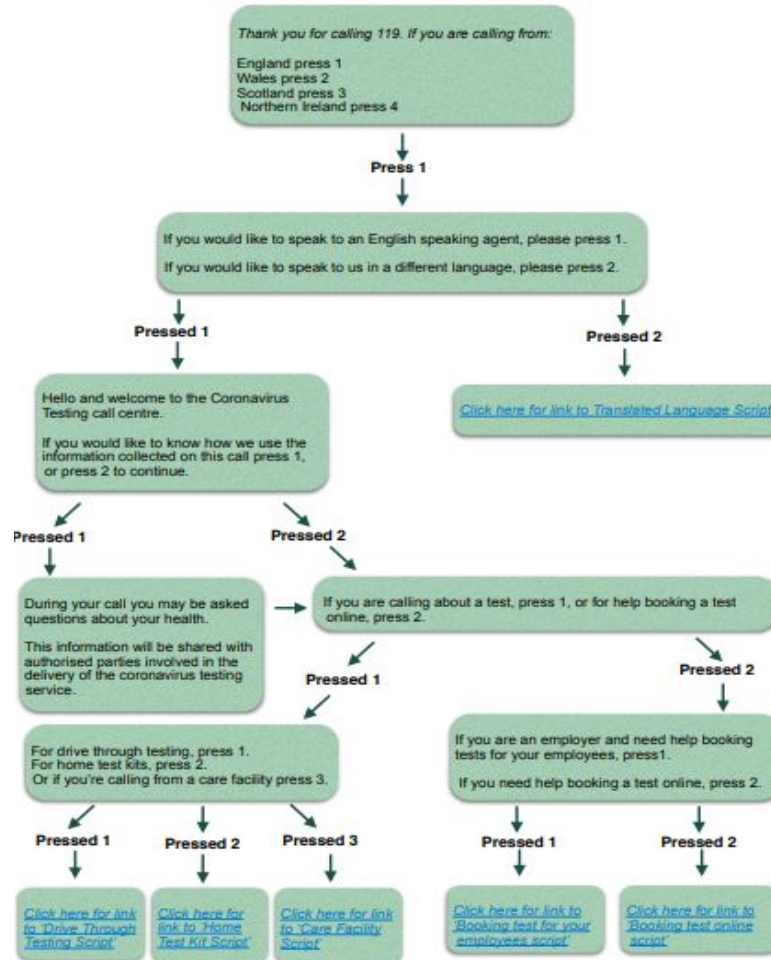 Thank you for calling 119. If you are calling from:
England press 1
Wales press 2
Scotland press 3
Northern Ireland press 4
Press 1
If you would like to speak to an English speaking agent, please press 1.
If you would like to speak to us in a different language, please press 2.
Pressed 1
Pressed 2
Hello and welcome to the Coronavirus
Testing call centre.
If you would like to know how we use the
information collected on this call press 1,
or press 2 to continue.
Click here for link to Translated Language Script
Pressed 1
Pressed 2
During your call you may be asked
questions about your health.
This information will be shared with
authorised parties involved in the
delivery of the coronavirus testing
service.
If you are calling about a test, press 1, or for help booking a test
online, press 2.
Pressed 1
Pressed 2
For drive through testing, press 1.
For home test kits, press 2.
Or if you're calling from a care facility press 3.
If you are an employer and need help booking
tests for your employees, press1.
If you need help booking a test online, press 2.
Pressed 1
Pressed 2
Pressed 3
Pressed 1
Pressed 2
Click here for link
to 'Drive Through
Testing Script'
Click here for
link to 'Home
Test Kit Script'
Click here for link
to 'Care Facility
Script'
Click here for link to
'Booking test for your
employees script'
Click here for link to
'Booking test online
script'